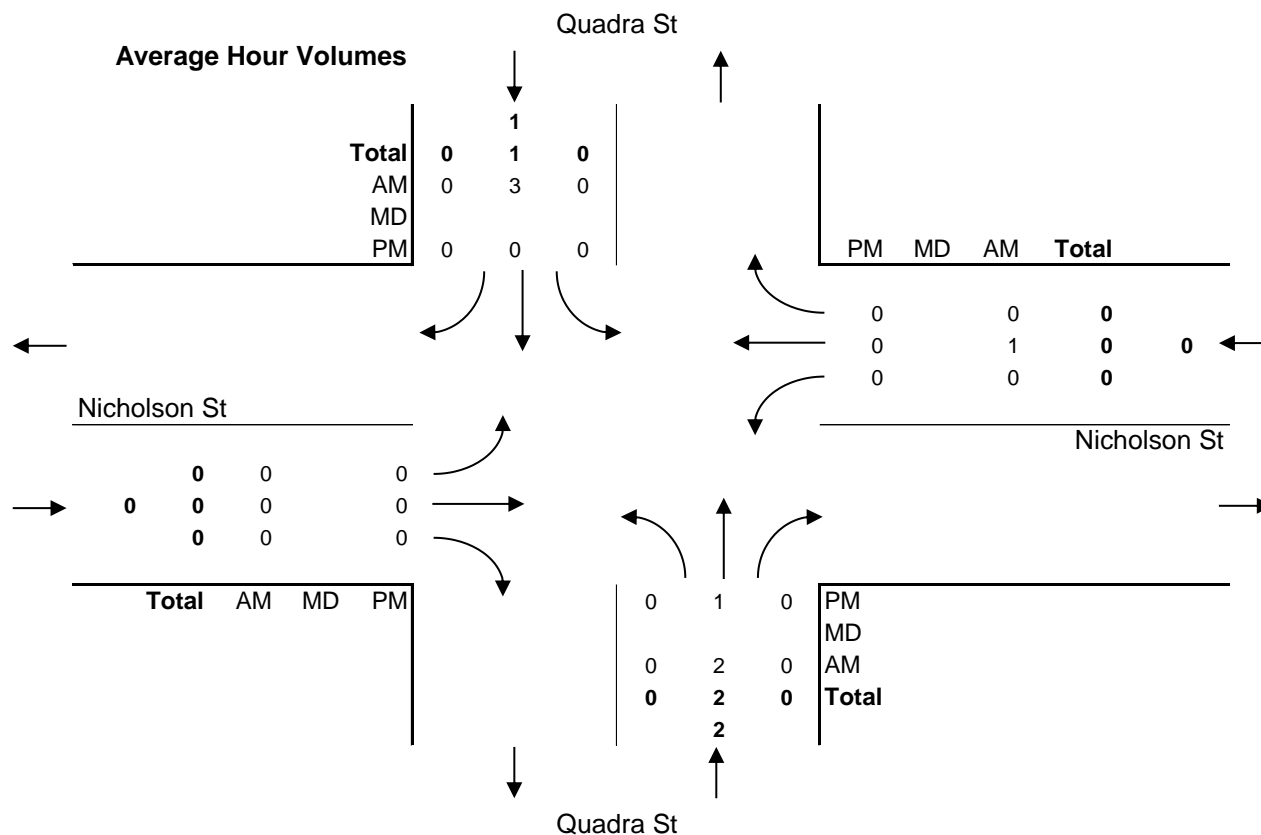 Quadra St
Average Hour Volumes
1
Total 0 1 0
AM 0 3 0
MD
PM 0 0 0
PM MD AM Total
0 0 0
0 1 0 0
0 0 0
Nicholson St
Nicholson St
0 0 0
0 0 0 0
0 0 0
Total AM MD PM
0 1 0 PM
MD
0 2 0 AM
0 2 0 Total
2
Quadra St